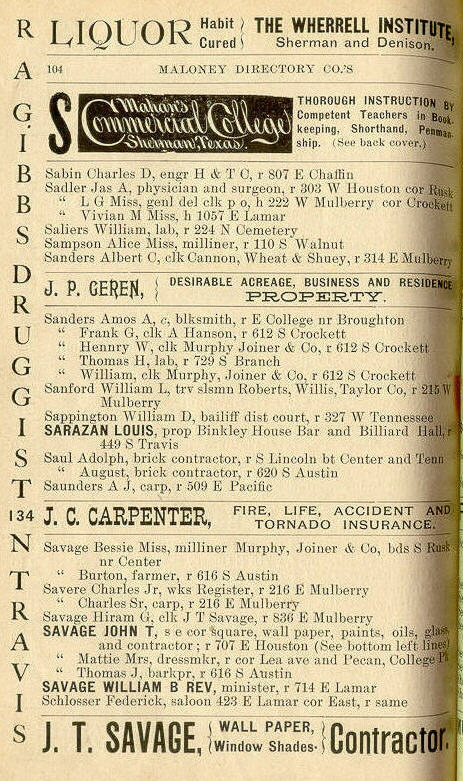 RAGIBBS DRUGGIST 134 N TRAVIS
LIQUOR Habit Cured } THE WHERRELL INSTITUTE,
Sherman and Denison.
104 MALONEY DIRECTORY CO.'S
S
Mahan's
Commercial College
Sherman, Texas.
THOROUGH INSTRUCTION BY
Competent Teachers in Book-
keeping, Shorthand, Penman-
ship. (See back cover.)
Sabin Charles D, engr H & T C, r 807 E Chaffin
Sadler Jas A, physician and surgeon, r 303 W Houston cor Rusk
“ L G Miss, genl del clk p o, h 222 W Mulberry cor Crockett
“ Vivian M Miss, h 1057 E Lamar
Saliers William, lab, r 224 N Cemetery
Sampson Alice Miss, milliner, r 110 S Walnut
Sanders Albert C, clk Cannon, Wheat & Shuey, r 314 E Mulberry
J. P. GEREN, { DESIRABLE ACREAGE, BUSINESS AND RESIDENCE
PROPERTY.
Sanders Amos A, c, blksmith, r E College nr Broughton
“ Frank G, clk A Hanson, r 612 S Crockett
“ Hennry W, clk Murphy Joiner & Co, r 612 S Crockett
“ Thomas H, lab, r 729 S Branch
“ William, clk Murphy, Joiner & Co, r 612 S Crockett
Sanford William L, trv slsmn Roberts, Willis, Taylor Co, r 215 W
Mulberry
Sappington William D, bailiff dist court, r 327 W Tennessee
SARAZAN LOUIS, prop Binkley House Bar and Billiard Hall, r
449 S Travis
Saul Adolph, brick contractor, r S Lincoln bt Center and Tenn
“ August, brick contractor, r 620 S Austin
Saunders A J, carp, r 509 E Pacific
J. C. CARPENTER, FIRE, LIFE, ACCIDENT AND
TORNADO INSURANCE.
Savage Bessie Miss, milliner Murphy, Joiner & Co, bds S Rusk
nr Center
“ Burton, farmer, r 616 S Austin
Savere Charles Jr, wks Register, r 216 E Mulberry
“ Charles Sr, carp, r 216 E Mulberry
Savage Hiram G, clk J T Savage, r 836 E Mulberry
SAVAGE JOHN T, s e cor square, wall paper, paints, oils, glass,
and contractor; r 707 E Houston (See bottom left lines)
“ Mattie Mrs, dressmkr, r cor Lea ave and Pecan, College Pk
“ Thomas J, barkpr, r 616 S Austin
SAVAGE WILLIAM B REV, minister, r 714 E Lamar
Schlosser Federick, saloon 423 E Lamar cor East, r same
J. T. SAVAGE, { WALL PAPER, Window Shades- } Contractor.